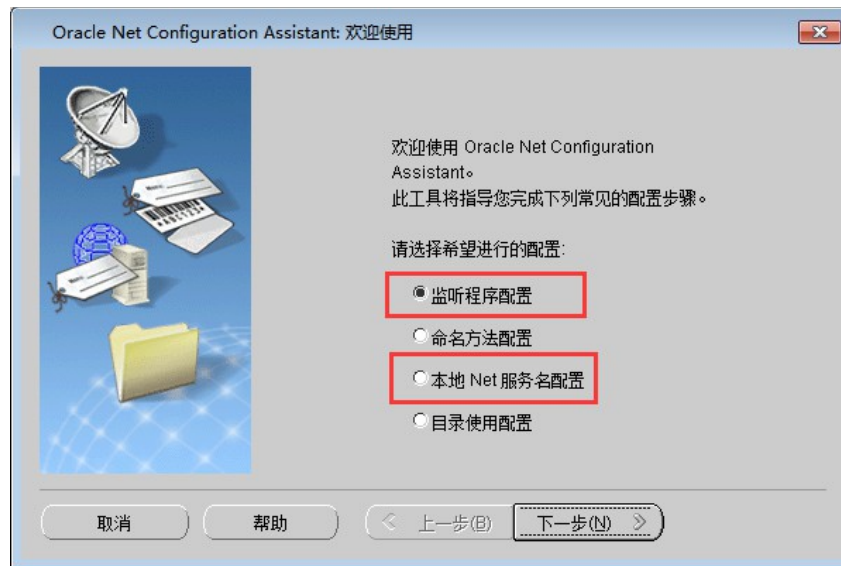 Oracle Net Configuration Assistant: 欢迎使用
欢迎使用 Oracle Net Configuration
Assistant。
此工具将指导您完成下列常见的配置步骤。
请选择希望进行的配置:
监听程序配置
命名方法配置
本地 Net 服务名配置
目录使用配置
取消
帮助
上一步(B)
下一步(N)